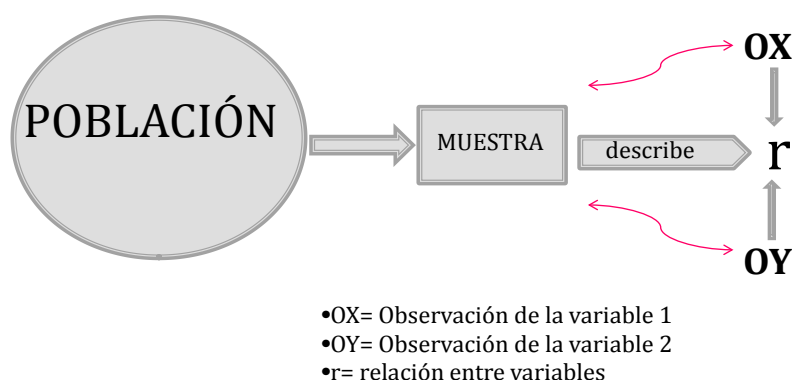 OX
POBLACIÓN
MUESTRA
describe
r
OY
•OX= Observación de la variable 1
•OY= Observación de la variable 2
•r= relación entre variables